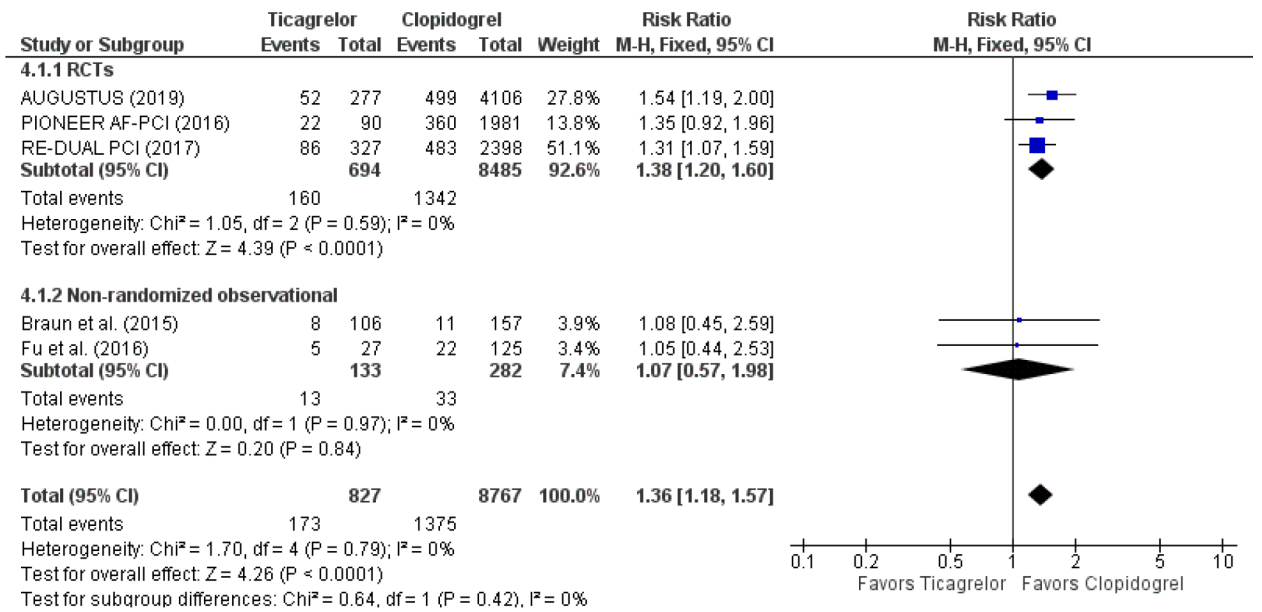 Ticagrelor Clopidogrel Risk Ratio Risk Ratio
Study or Subgroup Events Total Events Total Weight M-H, Fixed, 95% CI M-H, Fixed, 95% CI
4.1.1 RCTs
AUGUSTUS (2019) 52 277 499 4106 27.8% 1.54 [1.19, 2.00]
PIONEER AF-PCI (2016) 22 90 360 1981 13.8% 1.35 [0.92, 1.96]
RE-DUAL PCI (2017) 86 327 483 2398 51.1% 1.31 [1.07, 1.59]
Subtotal (95% CI) 694 8485 92.6% 1.38 [1.20, 1.60]
Total events 160 1342
Heterogeneity: Chi² = 1.05, df = 2 (P = 0.59); I² = 0%
Test for overall effect: Z = 4.39 (P < 0.0001)
4.1.2 Non-randomized observational
Braun et al. (2015) 8 106 11 157 3.9% 1.08 [0.45, 2.59]
Fu et al. (2016) 5 27 22 125 3.4% 1.05 [0.44, 2.53]
Subtotal (95% CI) 133 282 7.4% 1.07 [0.57, 1.98]
Total events 13 33
Heterogeneity: Chi² = 0.00, df = 1 (P = 0.97); I² = 0%
Test for overall effect: Z = 0.20 (P = 0.84)
Total (95% CI) 827 8767 100.0% 1.36 [1.18, 1.57]
Total events 173 1375
Heterogeneity: Chi² = 1.70, df = 4 (P = 0.79); I² = 0%
Test for overall effect: Z = 4.26 (P < 0.0001)
Test for subgroup differences: Chi² = 0.64, df = 1 (P = 0.42), I² = 0%
0.1 0.2 0.5 1 2 5 10
Favors Ticagrelor Favors Clopidogrel